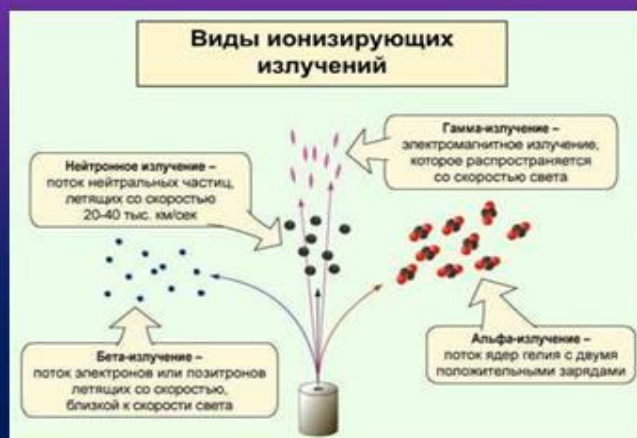 Виды ионизирующих
излучений
Гамма-излучение –
электромагнитное излучение,
которое распространяется
со скоростью света
Нейтронное излучение –
поток нейтральных частиц,
летящих со скоростью
20-40 тыс. км/сек
Бета-излучение –
поток электронов или позитронов
летящих со скоростью,
близкой к скорости света
Альфа-излучение –
поток ядер гелия с двумя
положительными зарядами